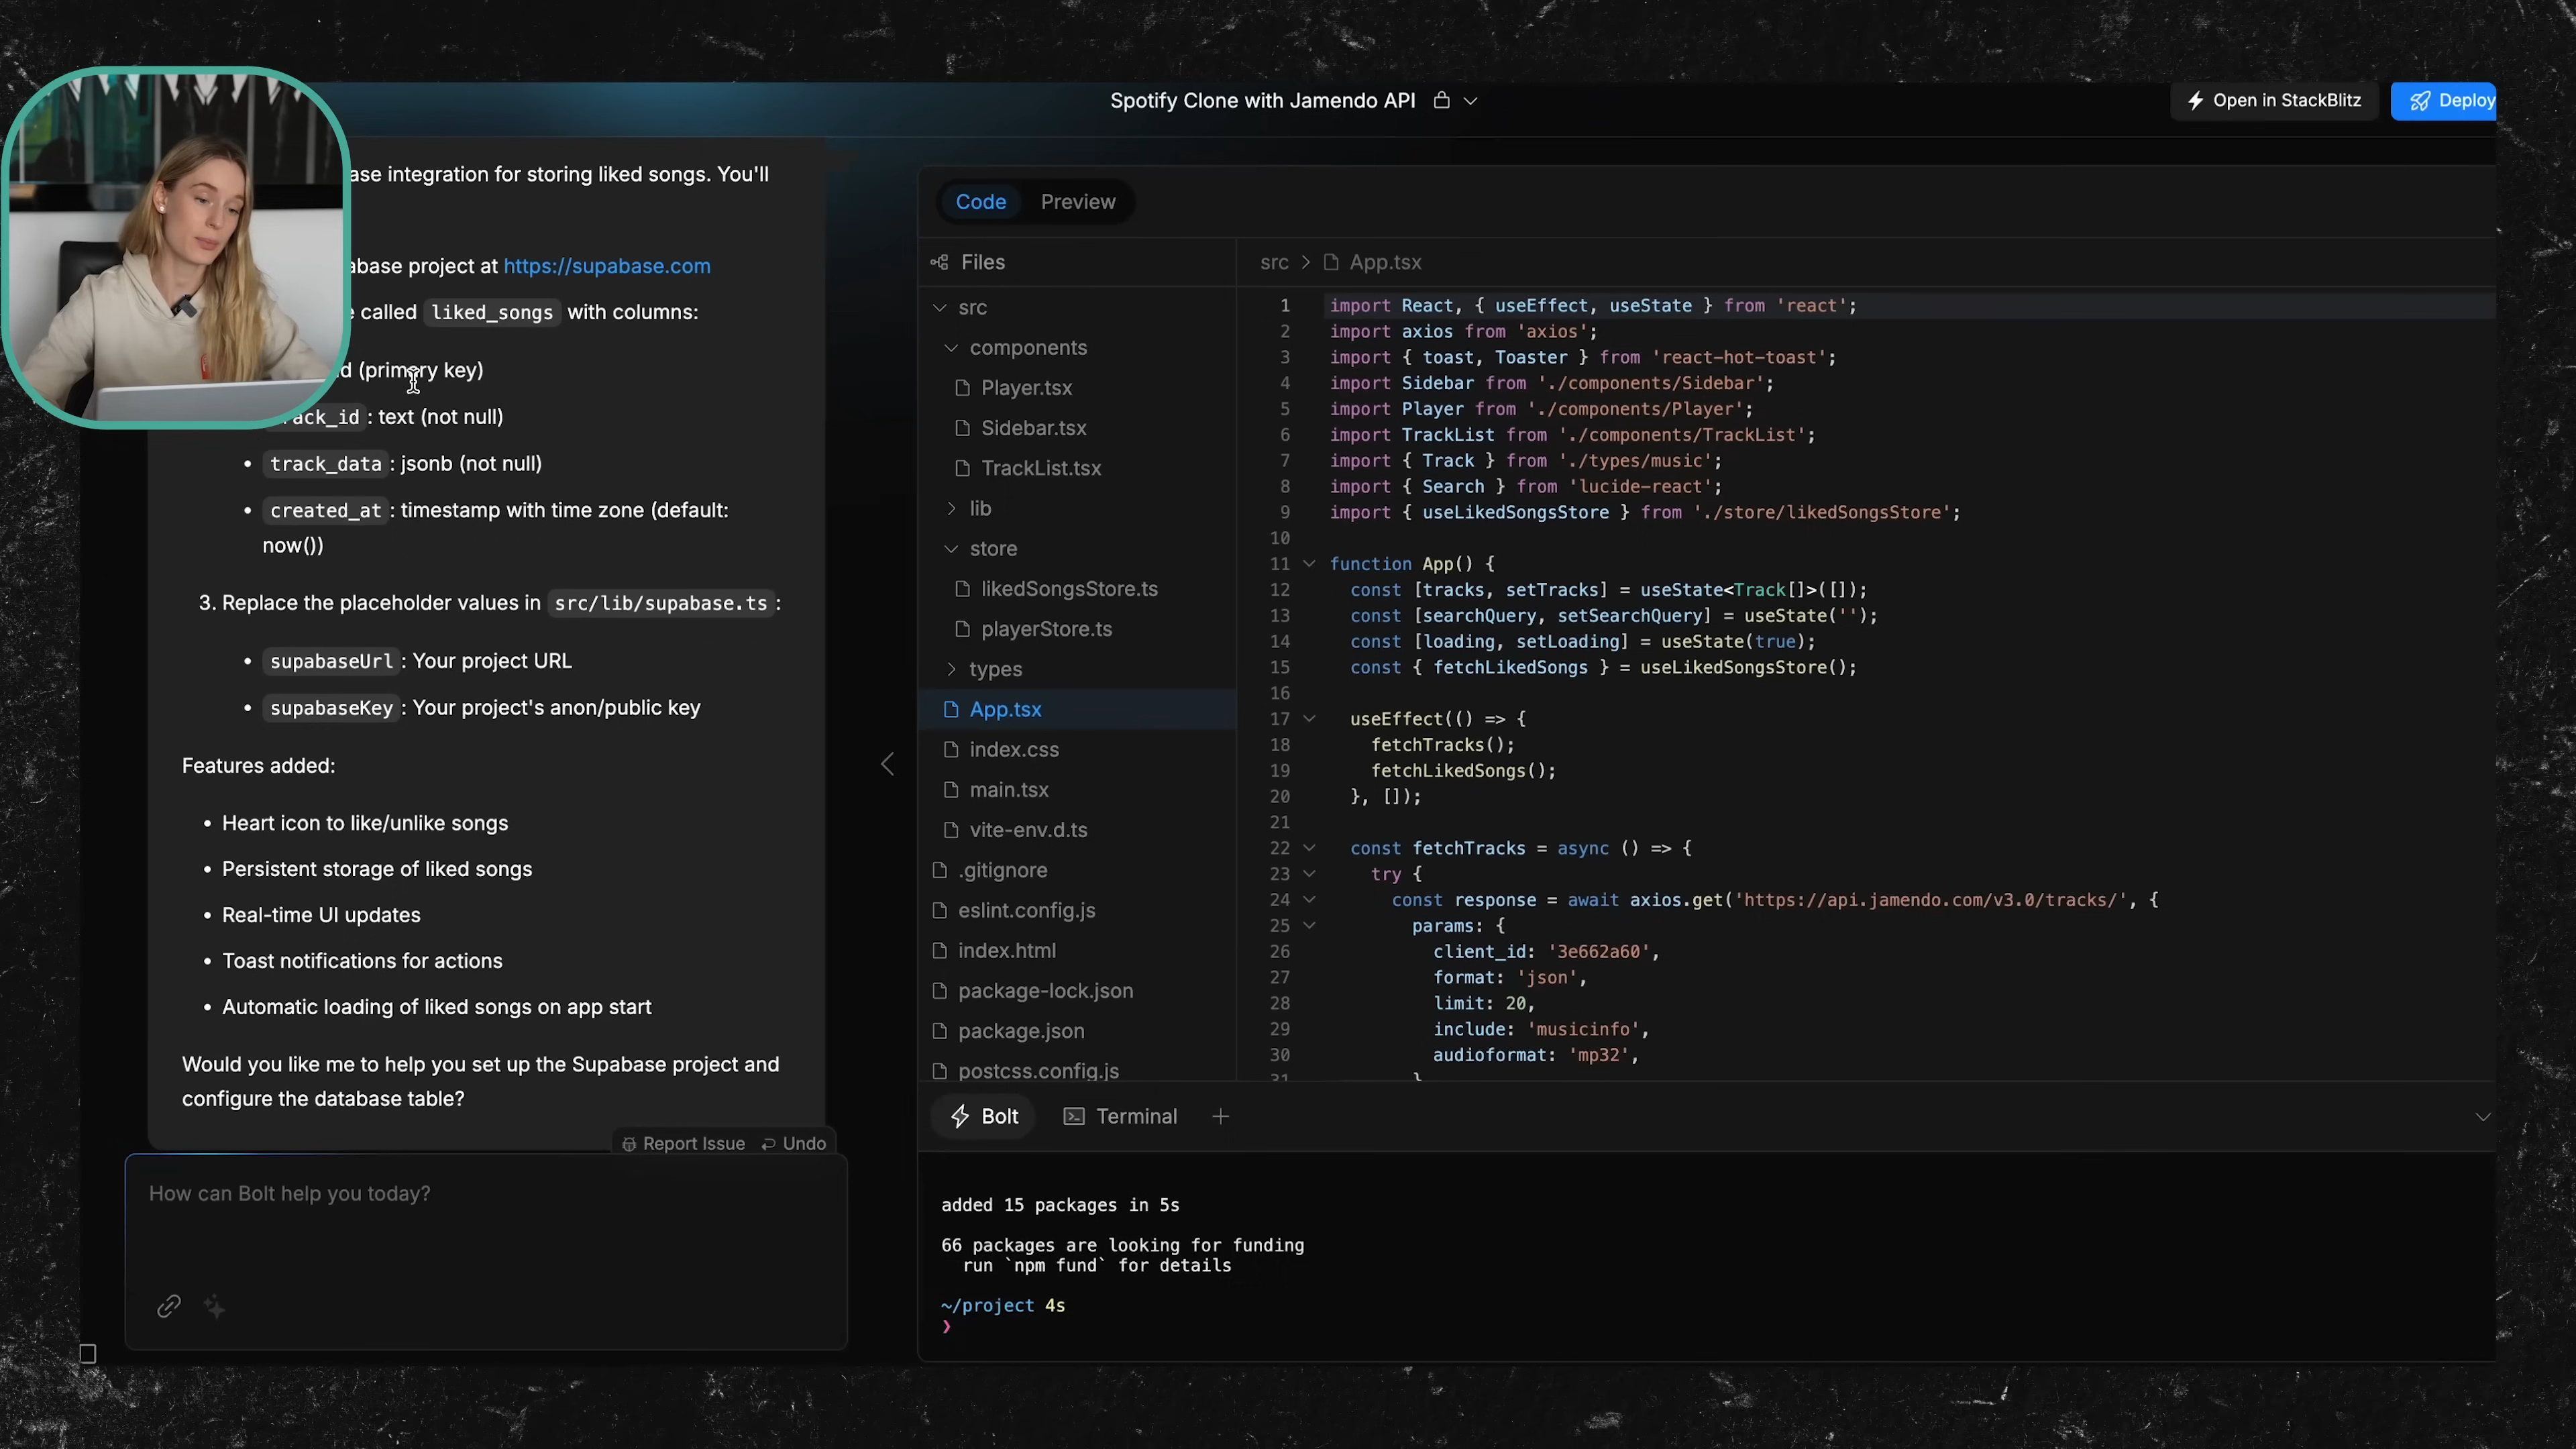 Spotify Clone with Jamendo API
Open in StackBlitz
Deploy
integration for storing liked songs. You'll
project at https://supabase.com
called liked_songs with columns:
(primary key)
: text (not null)
• track_data : jsonb (not null)
• created_at : timestamp with time zone (default:
now())
3. Replace the placeholder values in src/lib/supabase.ts :
• supabaseUrl : Your project URL
• supabaseKey : Your project's anon/public key
Features added:
• Heart icon to like/unlike songs
• Persistent storage of liked songs
• Real-time UI updates
• Toast notifications for actions
• Automatic loading of liked songs on app start
Would you like me to help you set up the Supabase project and
configure the database table?
Report Issue Undo
How can Bolt help you today?
Code Preview
Files
src
components
Player.tsx
Sidebar.tsx
TrackList.tsx
lib
store
likedSongsStore.ts
playerStore.ts
types
App.tsx
index.css
main.tsx
vite-env.d.ts
.gitignore
eslint.config.js
index.html
package-lock.json
package.json
postcss.config.js
src > App.tsx
1 import React, { useEffect, useState } from 'react';
2 import axios from 'axios';
3 import { toast, Toaster } from 'react-hot-toast';
4 import Sidebar from './components/Sidebar';
5 import Player from './components/Player';
6 import TrackList from './components/TrackList';
7 import { Track } from './types/music';
8 import { Search } from 'lucide-react';
9 import { useLikedSongsStore } from './store/likedSongsStore';
10
11 function App() {
12 const [tracks, setTracks] = useState<Track[]>([]);
13 const [searchQuery, setSearchQuery] = useState('');
14 const [loading, setLoading] = useState(true);
15 const { fetchLikedSongs } = useLikedSongsStore();
16
17 useEffect(() => {
18 fetchTracks();
19 fetchLikedSongs();
20 }, []);
21
22 const fetchTracks = async () => {
23 try {
24 const response = await axios.get('https://api.jamendo.com/v3.0/tracks/', {
25 params: {
26 client_id: '3e662a60',
27 format: 'json',
28 limit: 20,
29 include: 'musicinfo',
30 audioformat: 'mp32',
31 }
Bolt Terminal
added 15 packages in 5s
66 packages are looking for funding
run `npm fund` for details
~/project 4s
❯